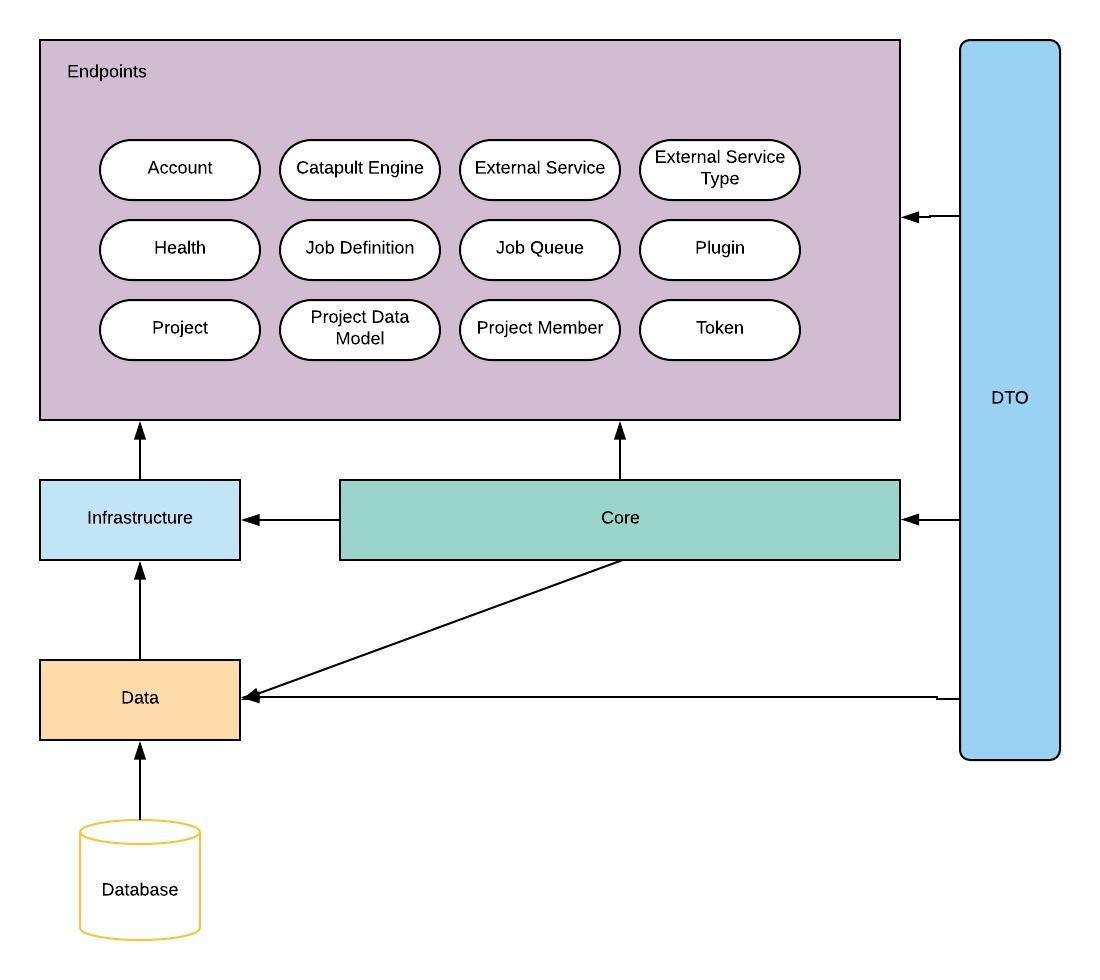 Endpoints
Account
Catapult Engine
External Service
External Service
Type
Health
Job Definition
Job Queue
Plugin
Project
Project Data
Model
Project Member
Token
DTO
Infrastructure
Core
Data
Database